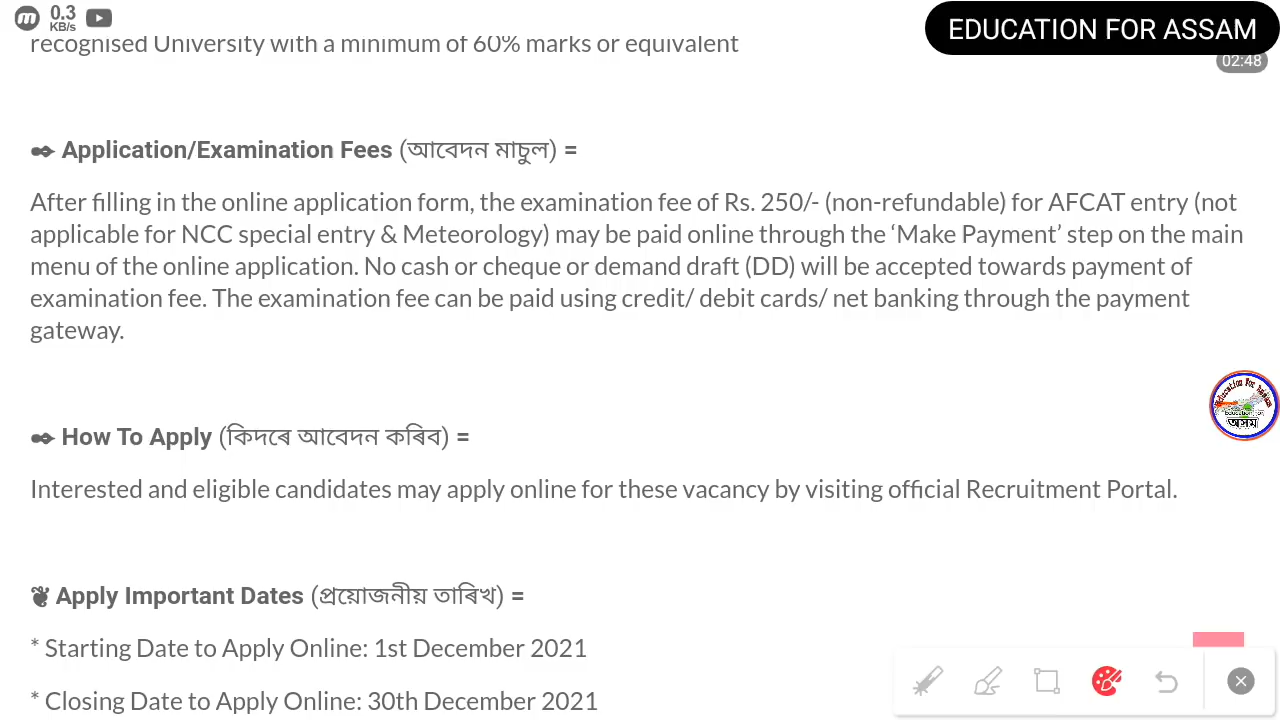 0.3
KB/s
EDUCATION FOR ASSAM
recognised University with a minimum of 60% marks or equivalent
02:48
➼ Application/Examination Fees (আবেদন মাচুল) =
After filling in the online application form, the examination fee of Rs. 250/- (non-refundable) for AFCAT entry (not
applicable for NCC special entry & Meteorology) may be paid online through the ‘Make Payment’ step on the main
menu of the online application. No cash or cheque or demand draft (DD) will be accepted towards payment of
examination fee. The examination fee can be paid using credit/ debit cards/ net banking through the payment
gateway.
Education For Assam
Education For
অসম
➼ How To Apply (কিদৰে আবেদন কৰিব) =
Interested and eligible candidates may apply online for these vacancy by visiting official Recruitment Portal.
❦ Apply Important Dates (প্ৰয়োজনীয় তাৰিখ) =
* Starting Date to Apply Online: 1st December 2021
* Closing Date to Apply Online: 30th December 2021